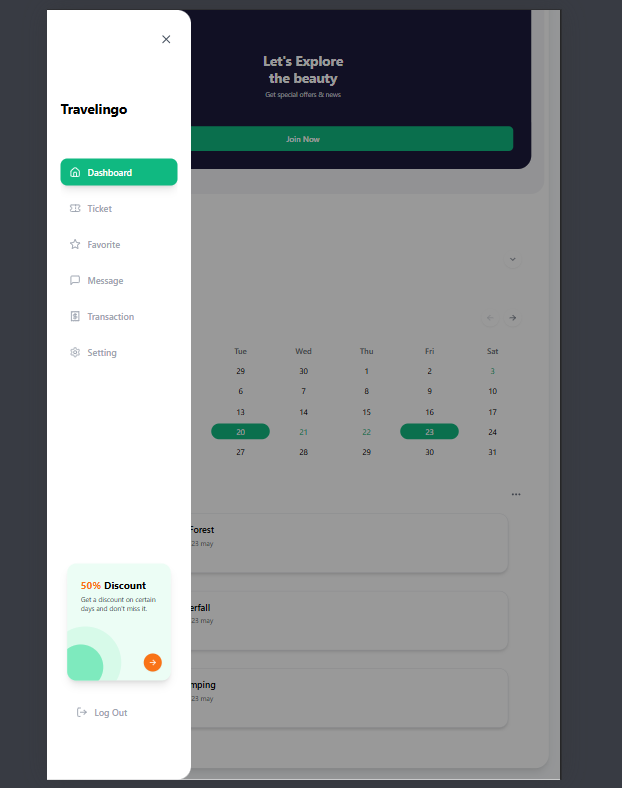 Travelingo
Dashboard
Ticket
Favorite
Message
Transaction
Setting
50% Discount
Get a discount on certain
days and don't miss it.
Log Out
Let's Explore
the beauty
Get special offers & news
Join Now
Tue Wed Thu Fri Sat
29 30 1 2 3
6 7 8 9 10
13 14 15 16 17
20 21 22 23 24
27 28 29 30 31
Forest
23 may
erfall
23 may
mping
23 may